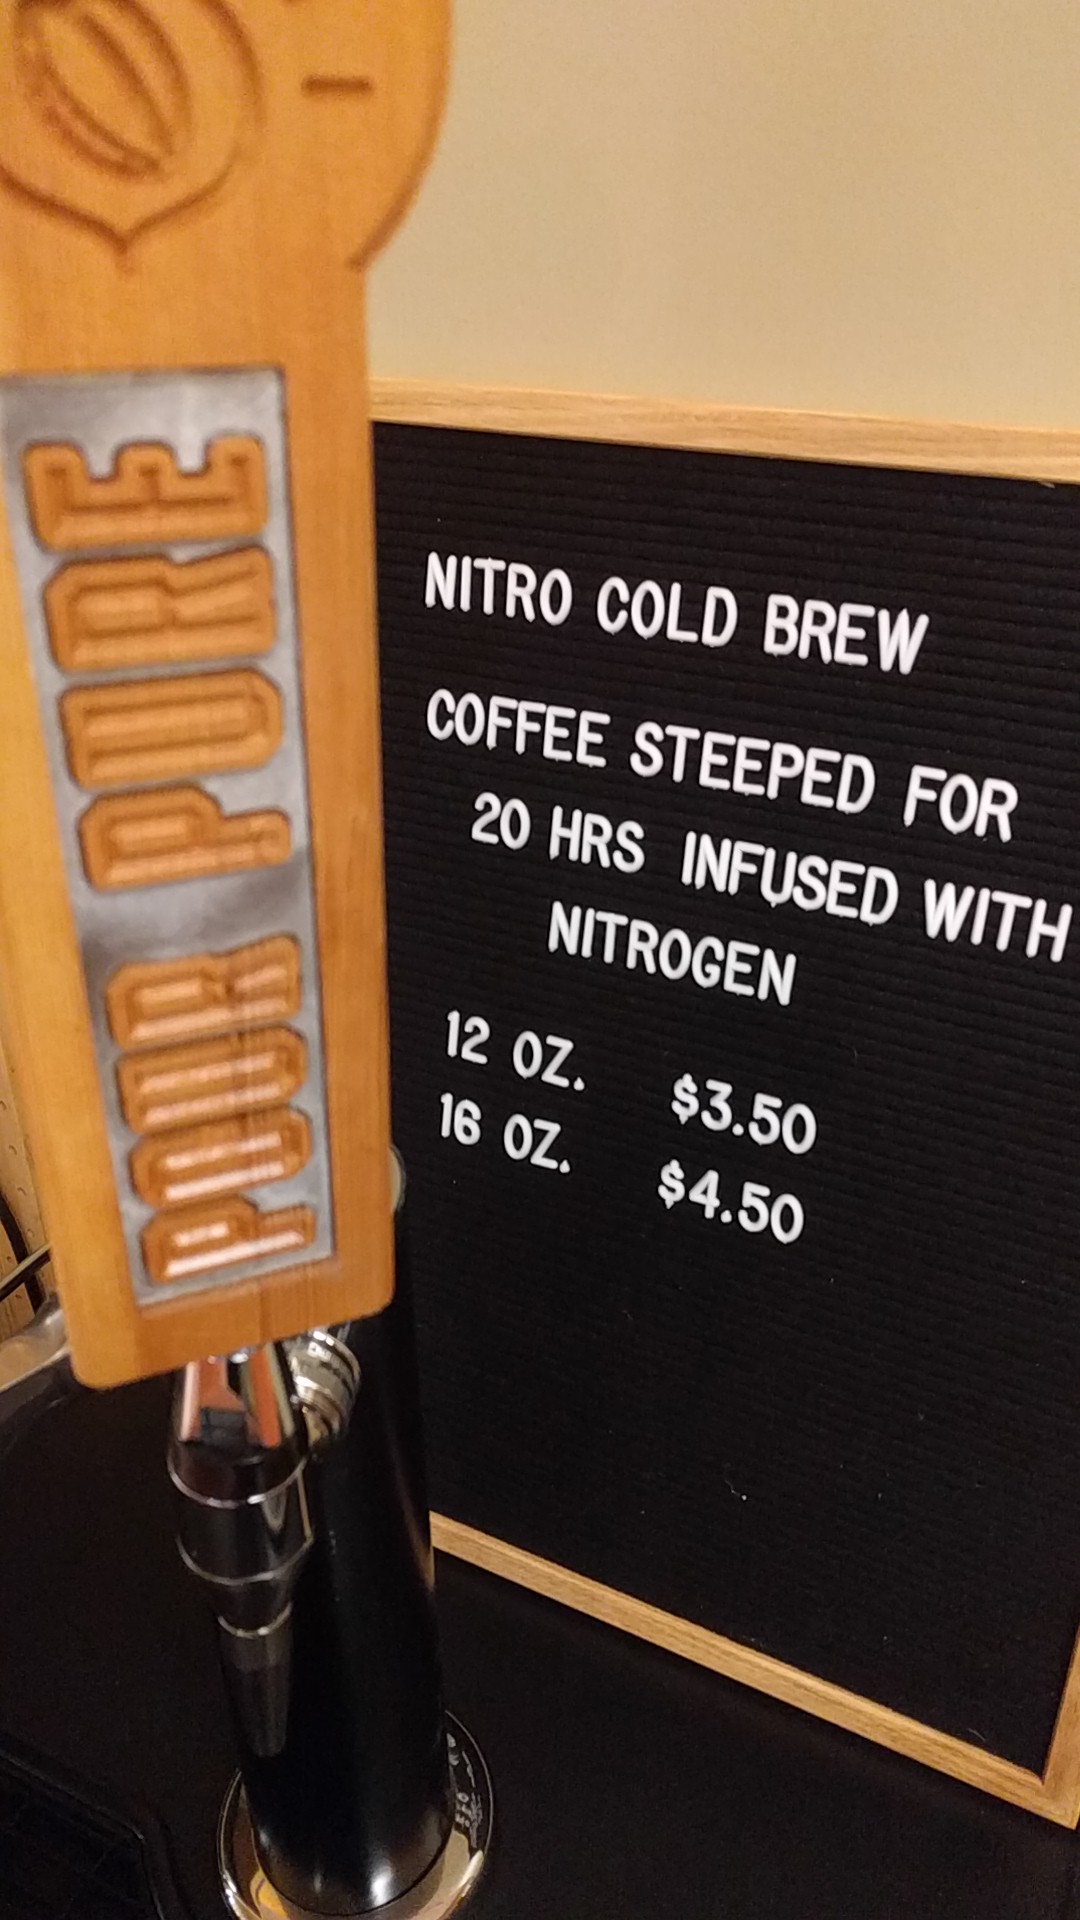 POUR PURE
NITRO COLD BREW
COFFEE STEEPED FOR
20 HRS INFUSED WITH
NITROGEN
12 OZ. $3.50
16 OZ. $4.50